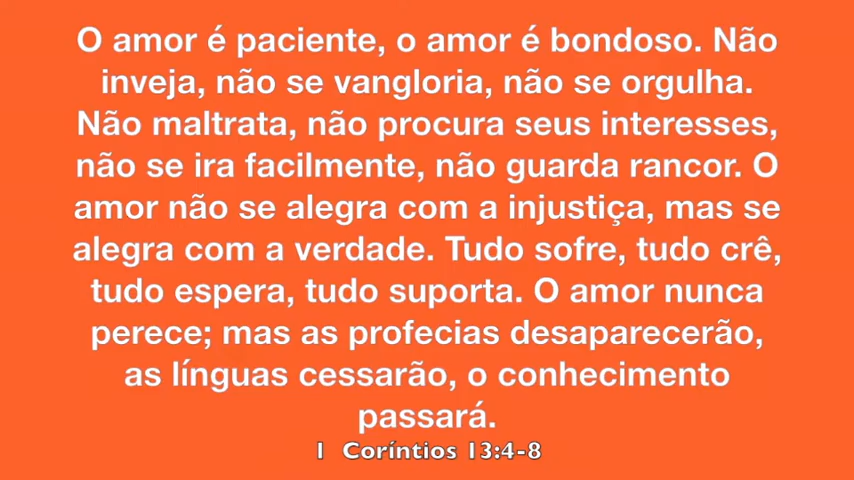 O amor é paciente, o amor é bondoso. Não
inveja, não se vangloria, não se orgulha.
Não maltrata, não procura seus interesses,
não se ira facilmente, não guarda rancor. O
amor não se alegra com a injustiça, mas se
alegra com a verdade. Tudo sofre, tudo crê,
tudo espera, tudo suporta. O amor nunca
perece; mas as profecias desaparecerão,
as línguas cessarão, o conhecimento
passará.
1 Coríntios 13:4-8